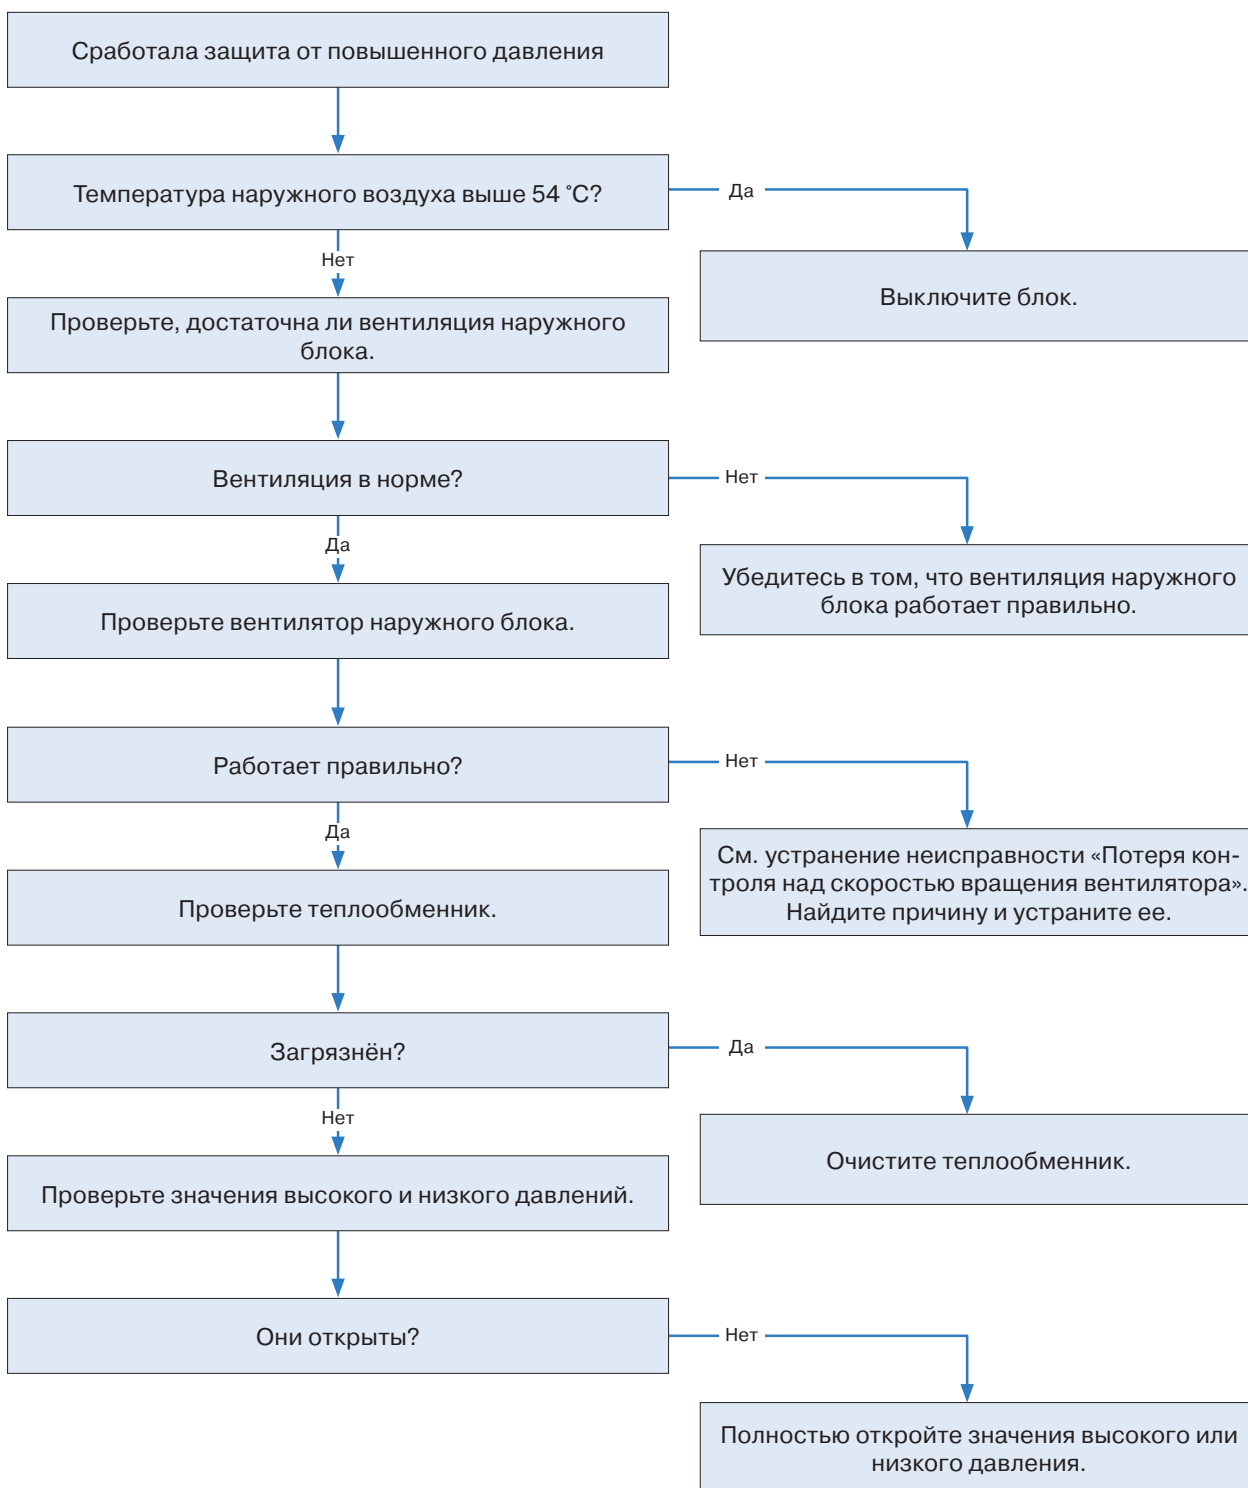 Сработала защита от повышенного давления
Температура наружного воздуха выше 54 °C?
Да
Выключите блок.
Нет
Проверьте, достаточна ли вентиляция наружного
блока.
Вентиляция в норме?
Нет
Убедитесь в том, что вентиляция наружного
блока работает правильно.
Да
Проверьте вентилятор наружного блока.
Работает правильно?
Нет
См. устранение неисправности «Потеря кон-
троля над скоростью вращения вентилятора».
Найдите причину и устраните ее.
Да
Проверьте теплообменник.
Загрязнён?
Да
Очистите теплообменник.
Нет
Проверьте значения высокого и низкого давлений.
Они открыты?
Нет
Полностью откройте значения высокого или
низкого давления.